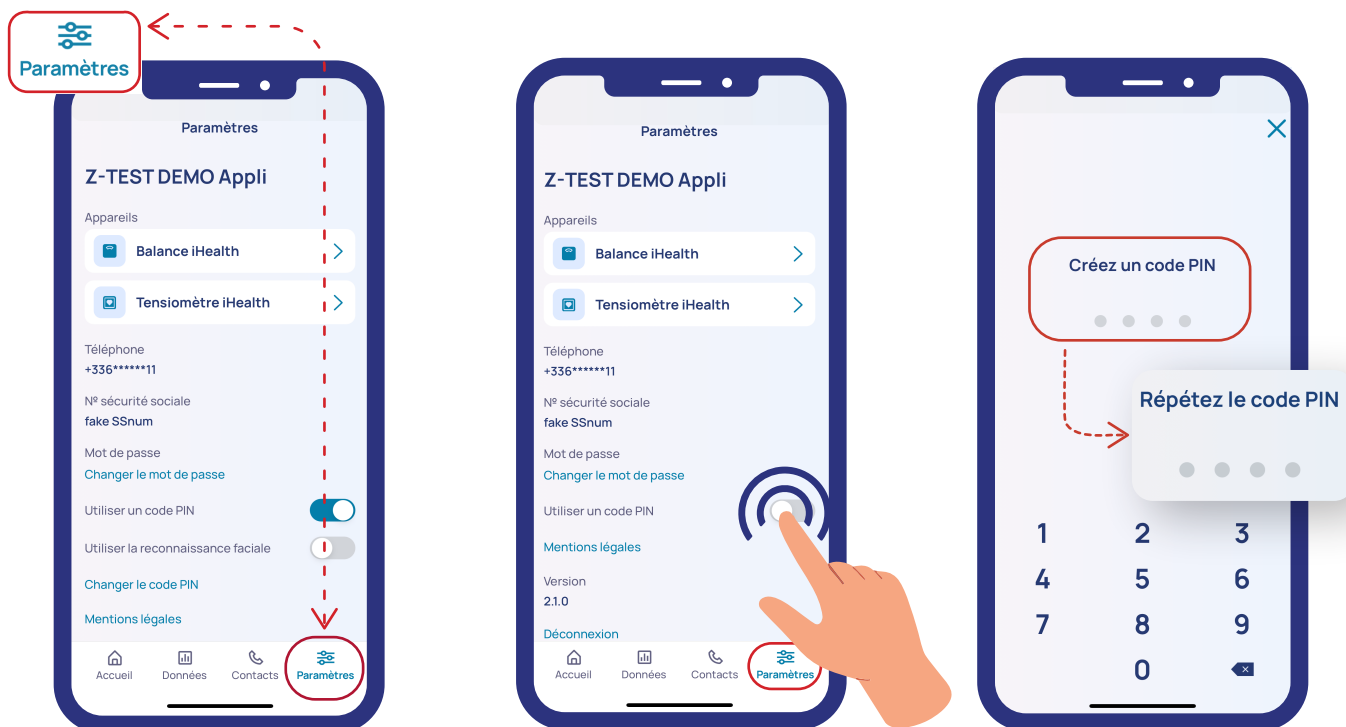 Paramètres
Paramètres
Z-TEST DEMO Appli
Appareils
Balance iHealth
Tensiomètre iHealth
Téléphone
+336******11
Nº sécurité sociale
fake SSnum
Mot de passe
Changer le mot de passe
Utiliser un code PIN
Utiliser la reconnaissance faciale
Changer le code PIN
Mentions légales
Accueil Données Contacts Paramètres
Paramètres
Z-TEST DEMO Appli
Appareils
Balance iHealth
Tensiomètre iHealth
Téléphone
+336******11
Nº sécurité sociale
fake SSnum
Mot de passe
Changer le mot de passe
Utiliser un code PIN
Mentions légales
Version
2.1.0
Déconnexion
Accueil Données Contacts Paramètres
Créez un code PIN
Répétez le code PIN
1 2 3
4 5 6
7 8 9
0